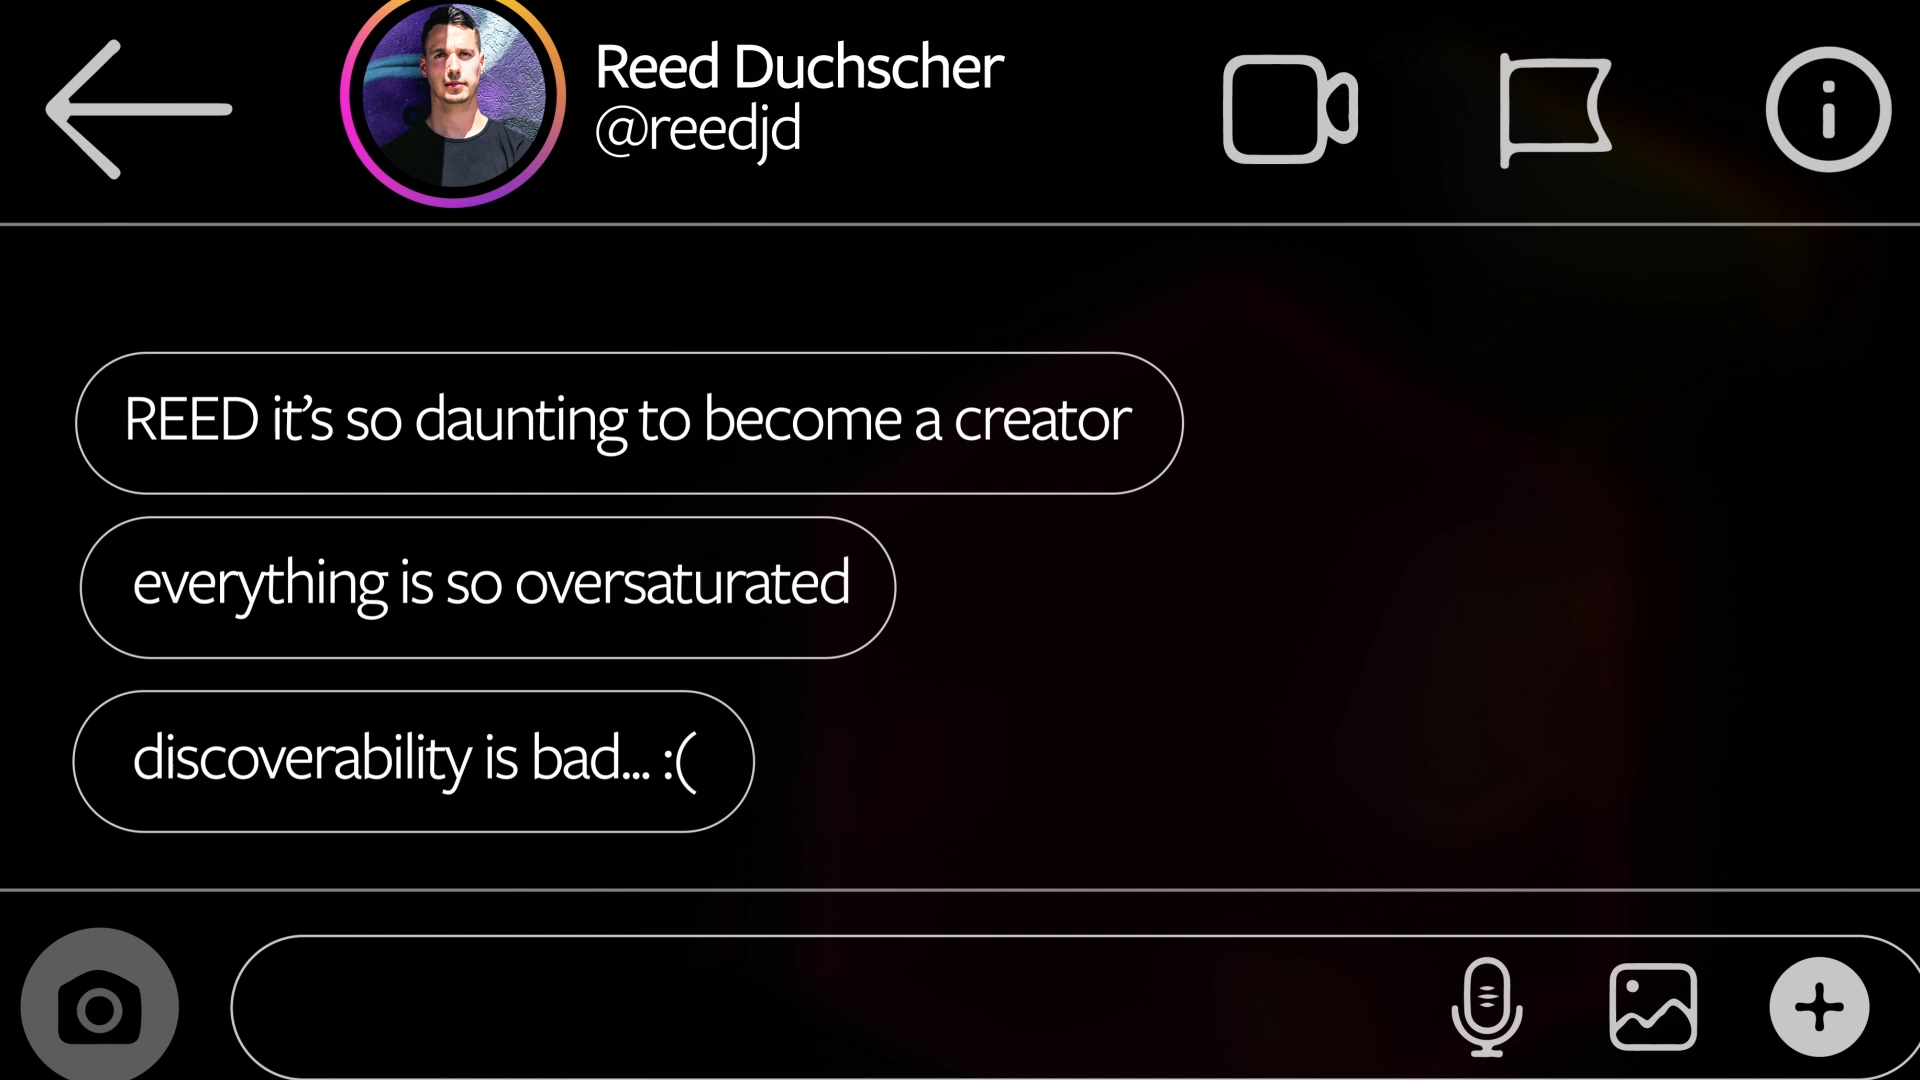 Reed Duchscher
@reedjd
REED it’s so daunting to become a creator
everything is so oversaturated
discoverability is bad... :(